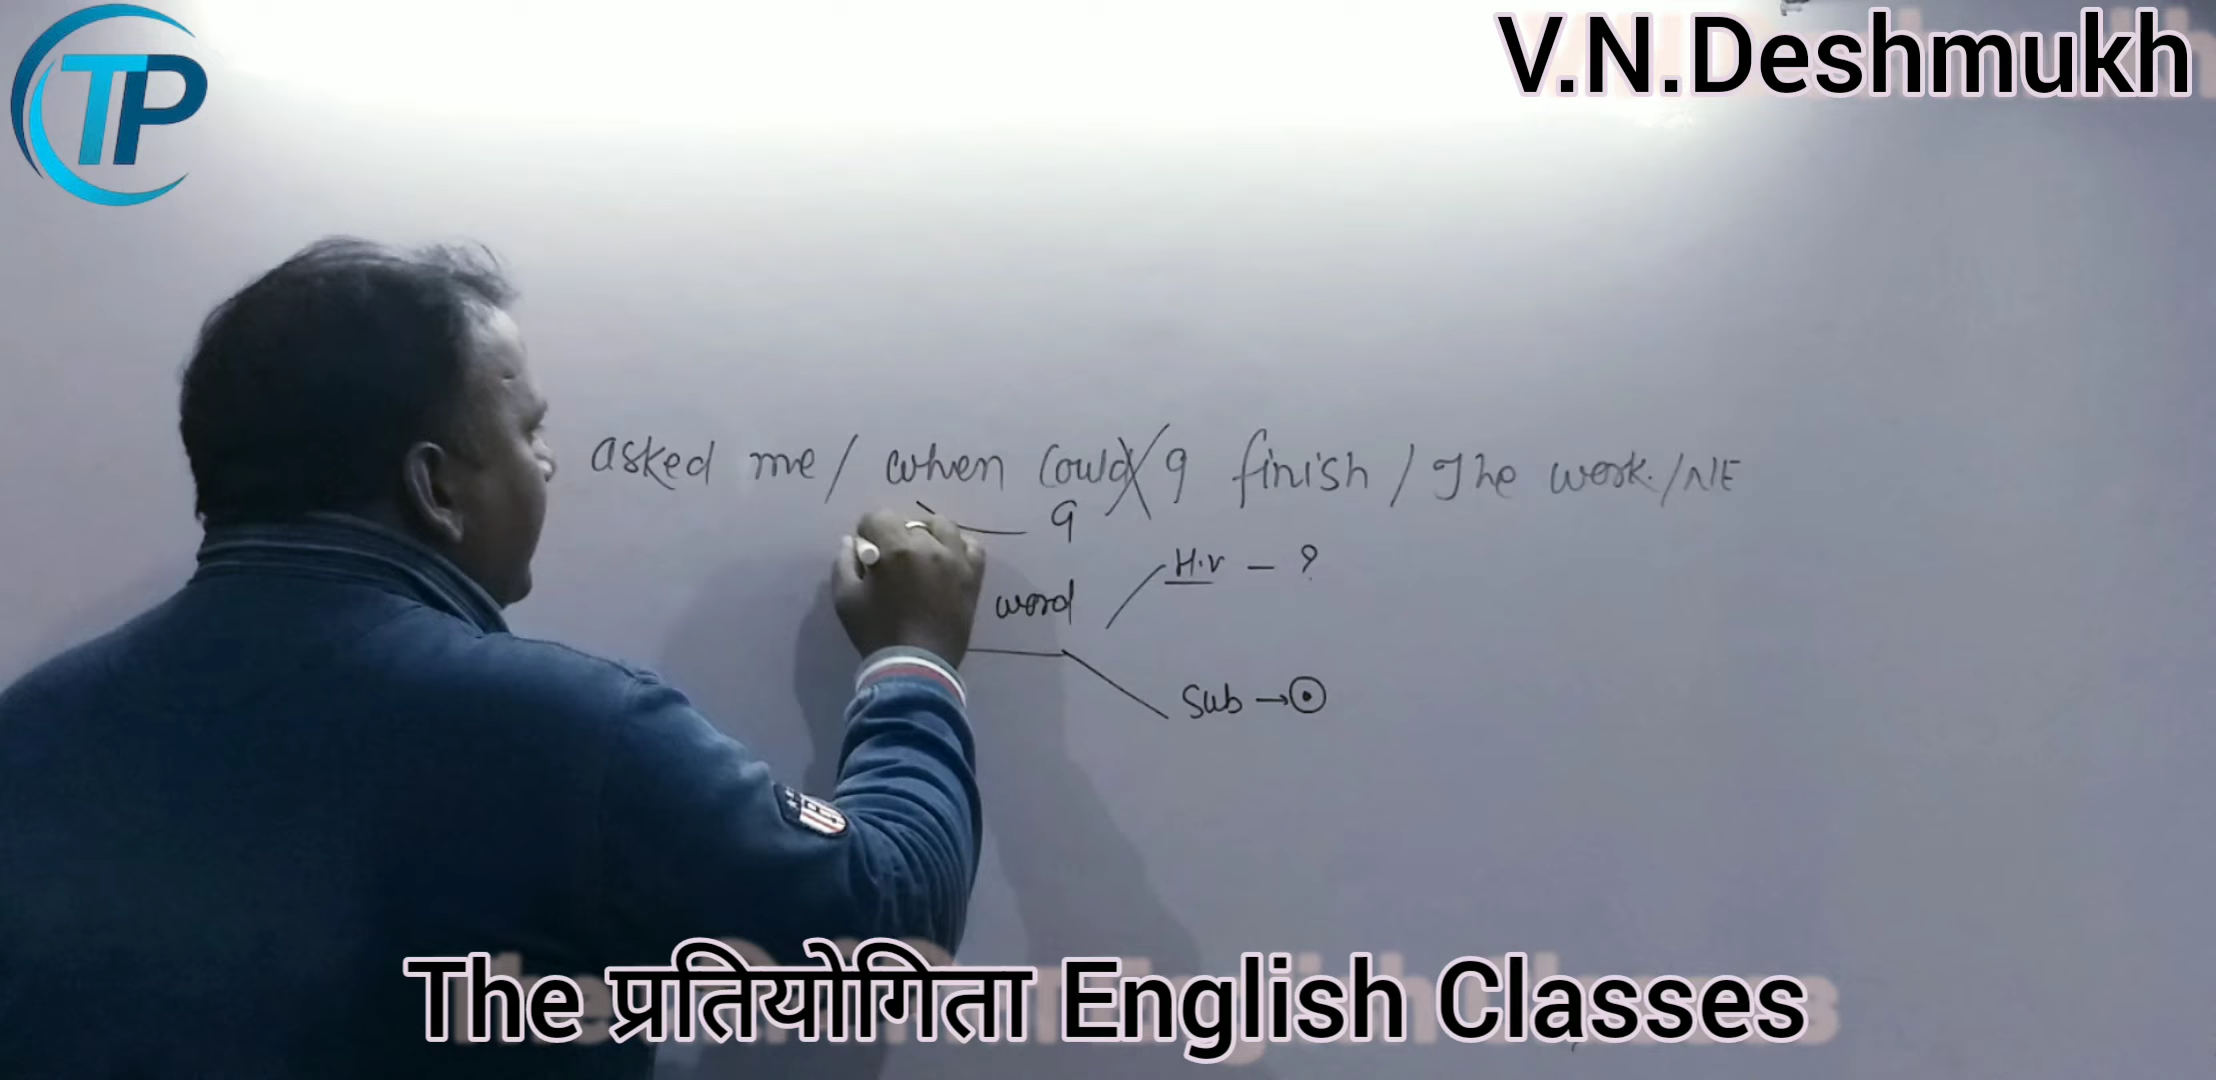 TP
V.N.Deshmukh
asked me / when could I finish / The work. / NE
I
H.V - ?
word
Sub → ⊙
The प्रतियोगिता English Classes